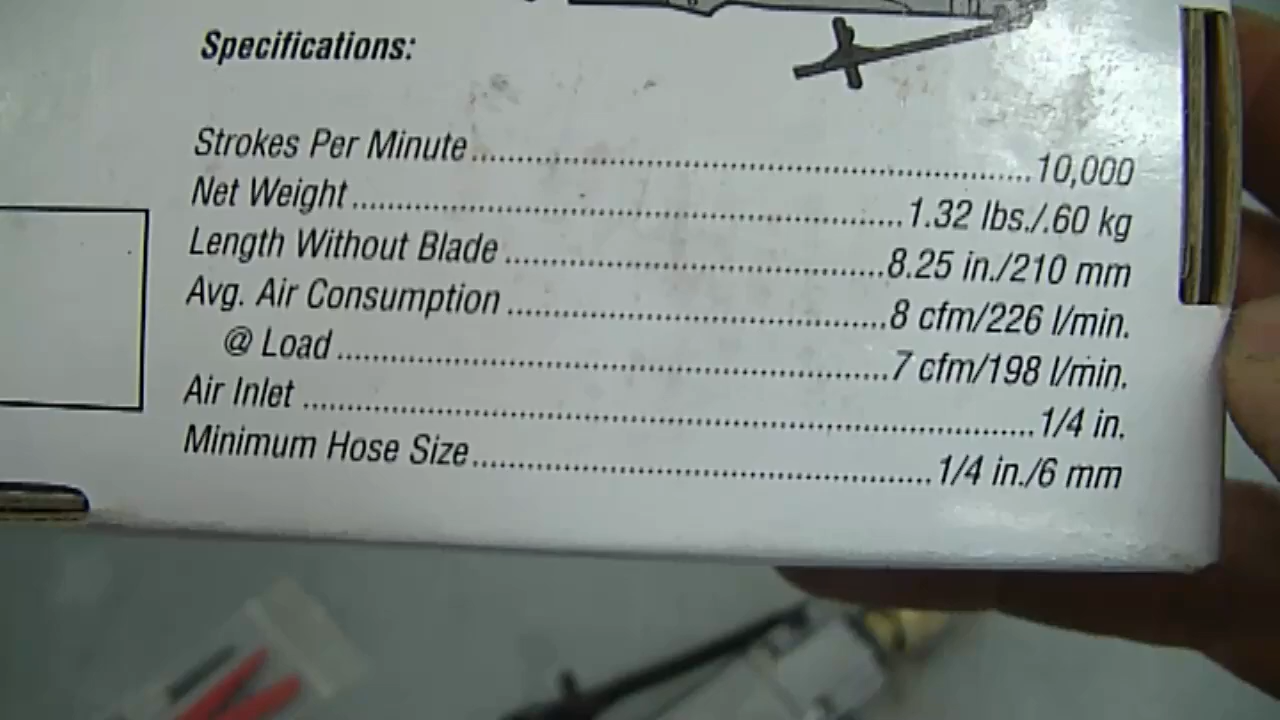 Specifications:
Strokes Per Minute........................................................10,000
Net Weight.......................................................1.32 lbs./.60 kg
Length Without Blade......................................8.25 in./210 mm
Avg. Air Consumption......................................8 cfm/226 l/min.
@ Load.......................................................7 cfm/198 l/min.
Air Inlet.........................................................................1/4 in.
Minimum Hose Size..............................................1/4 in./6 mm